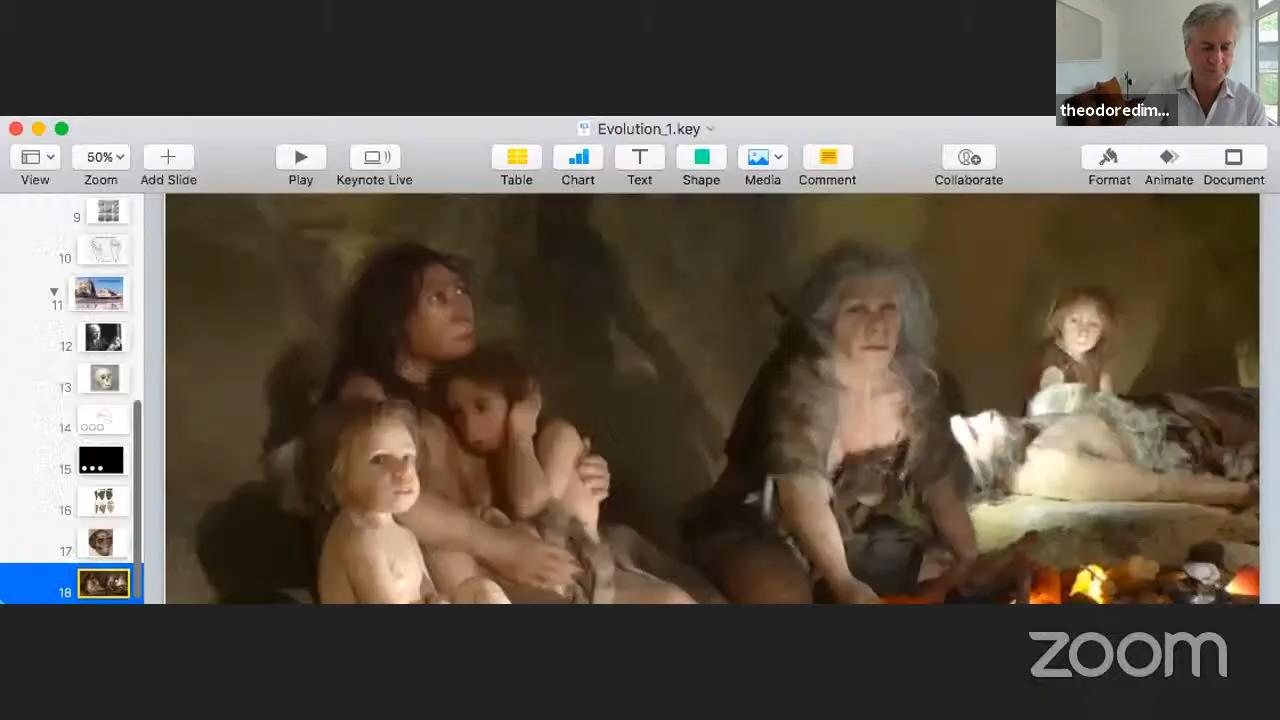 theodoredim...
Evolution_1.key
50%
View
Zoom
Add Slide
Play
Keynote Live
Table
Chart
Text
Shape
Media
Comment
Collaborate
Format
Animate
Document
9
10
11
12
13
14
15
16
17
18
zoom